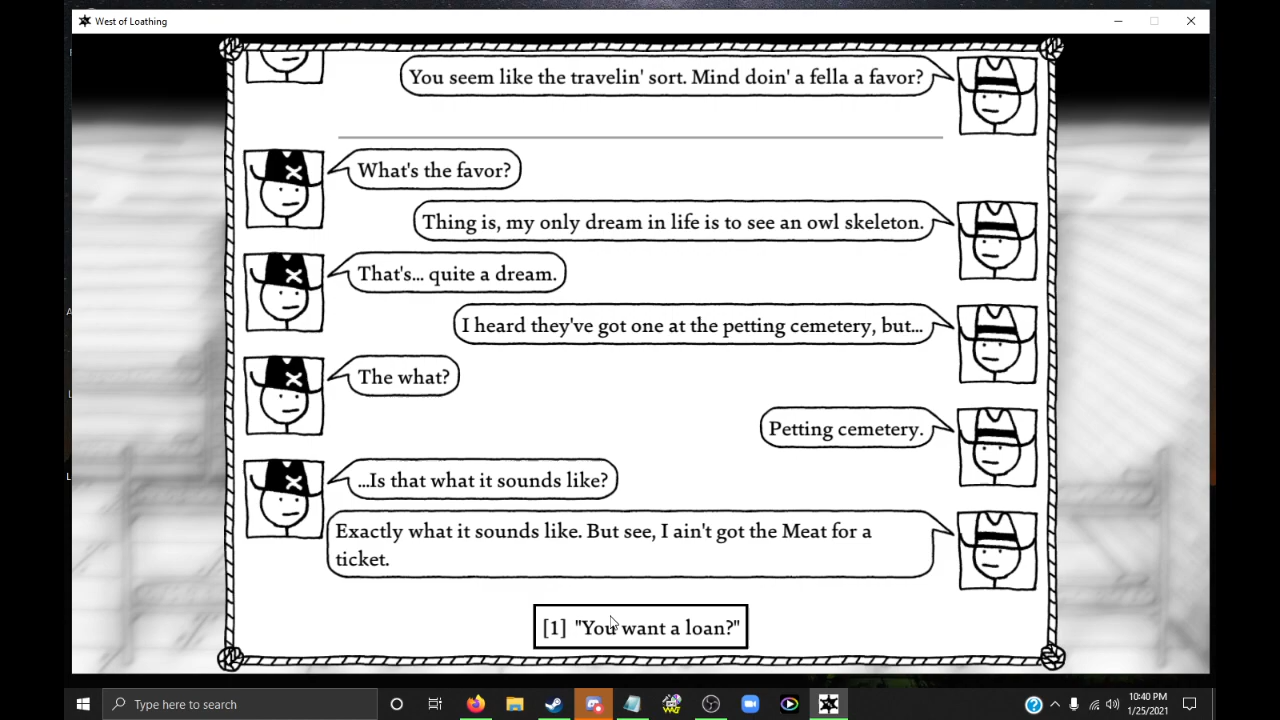 West of Loathing
You seem like the travelin' sort. Mind doin' a fella a favor?
What's the favor?
Thing is, my only dream in life is to see an owl skeleton.
That's... quite a dream.
I heard they've got one at the petting cemetery, but...
The what?
Petting cemetery.
...Is that what it sounds like?
Exactly what it sounds like. But see, I ain't got the Meat for a
ticket.
[1] "You want a loan?"
Type here to search
10:40 PM
1/25/2021